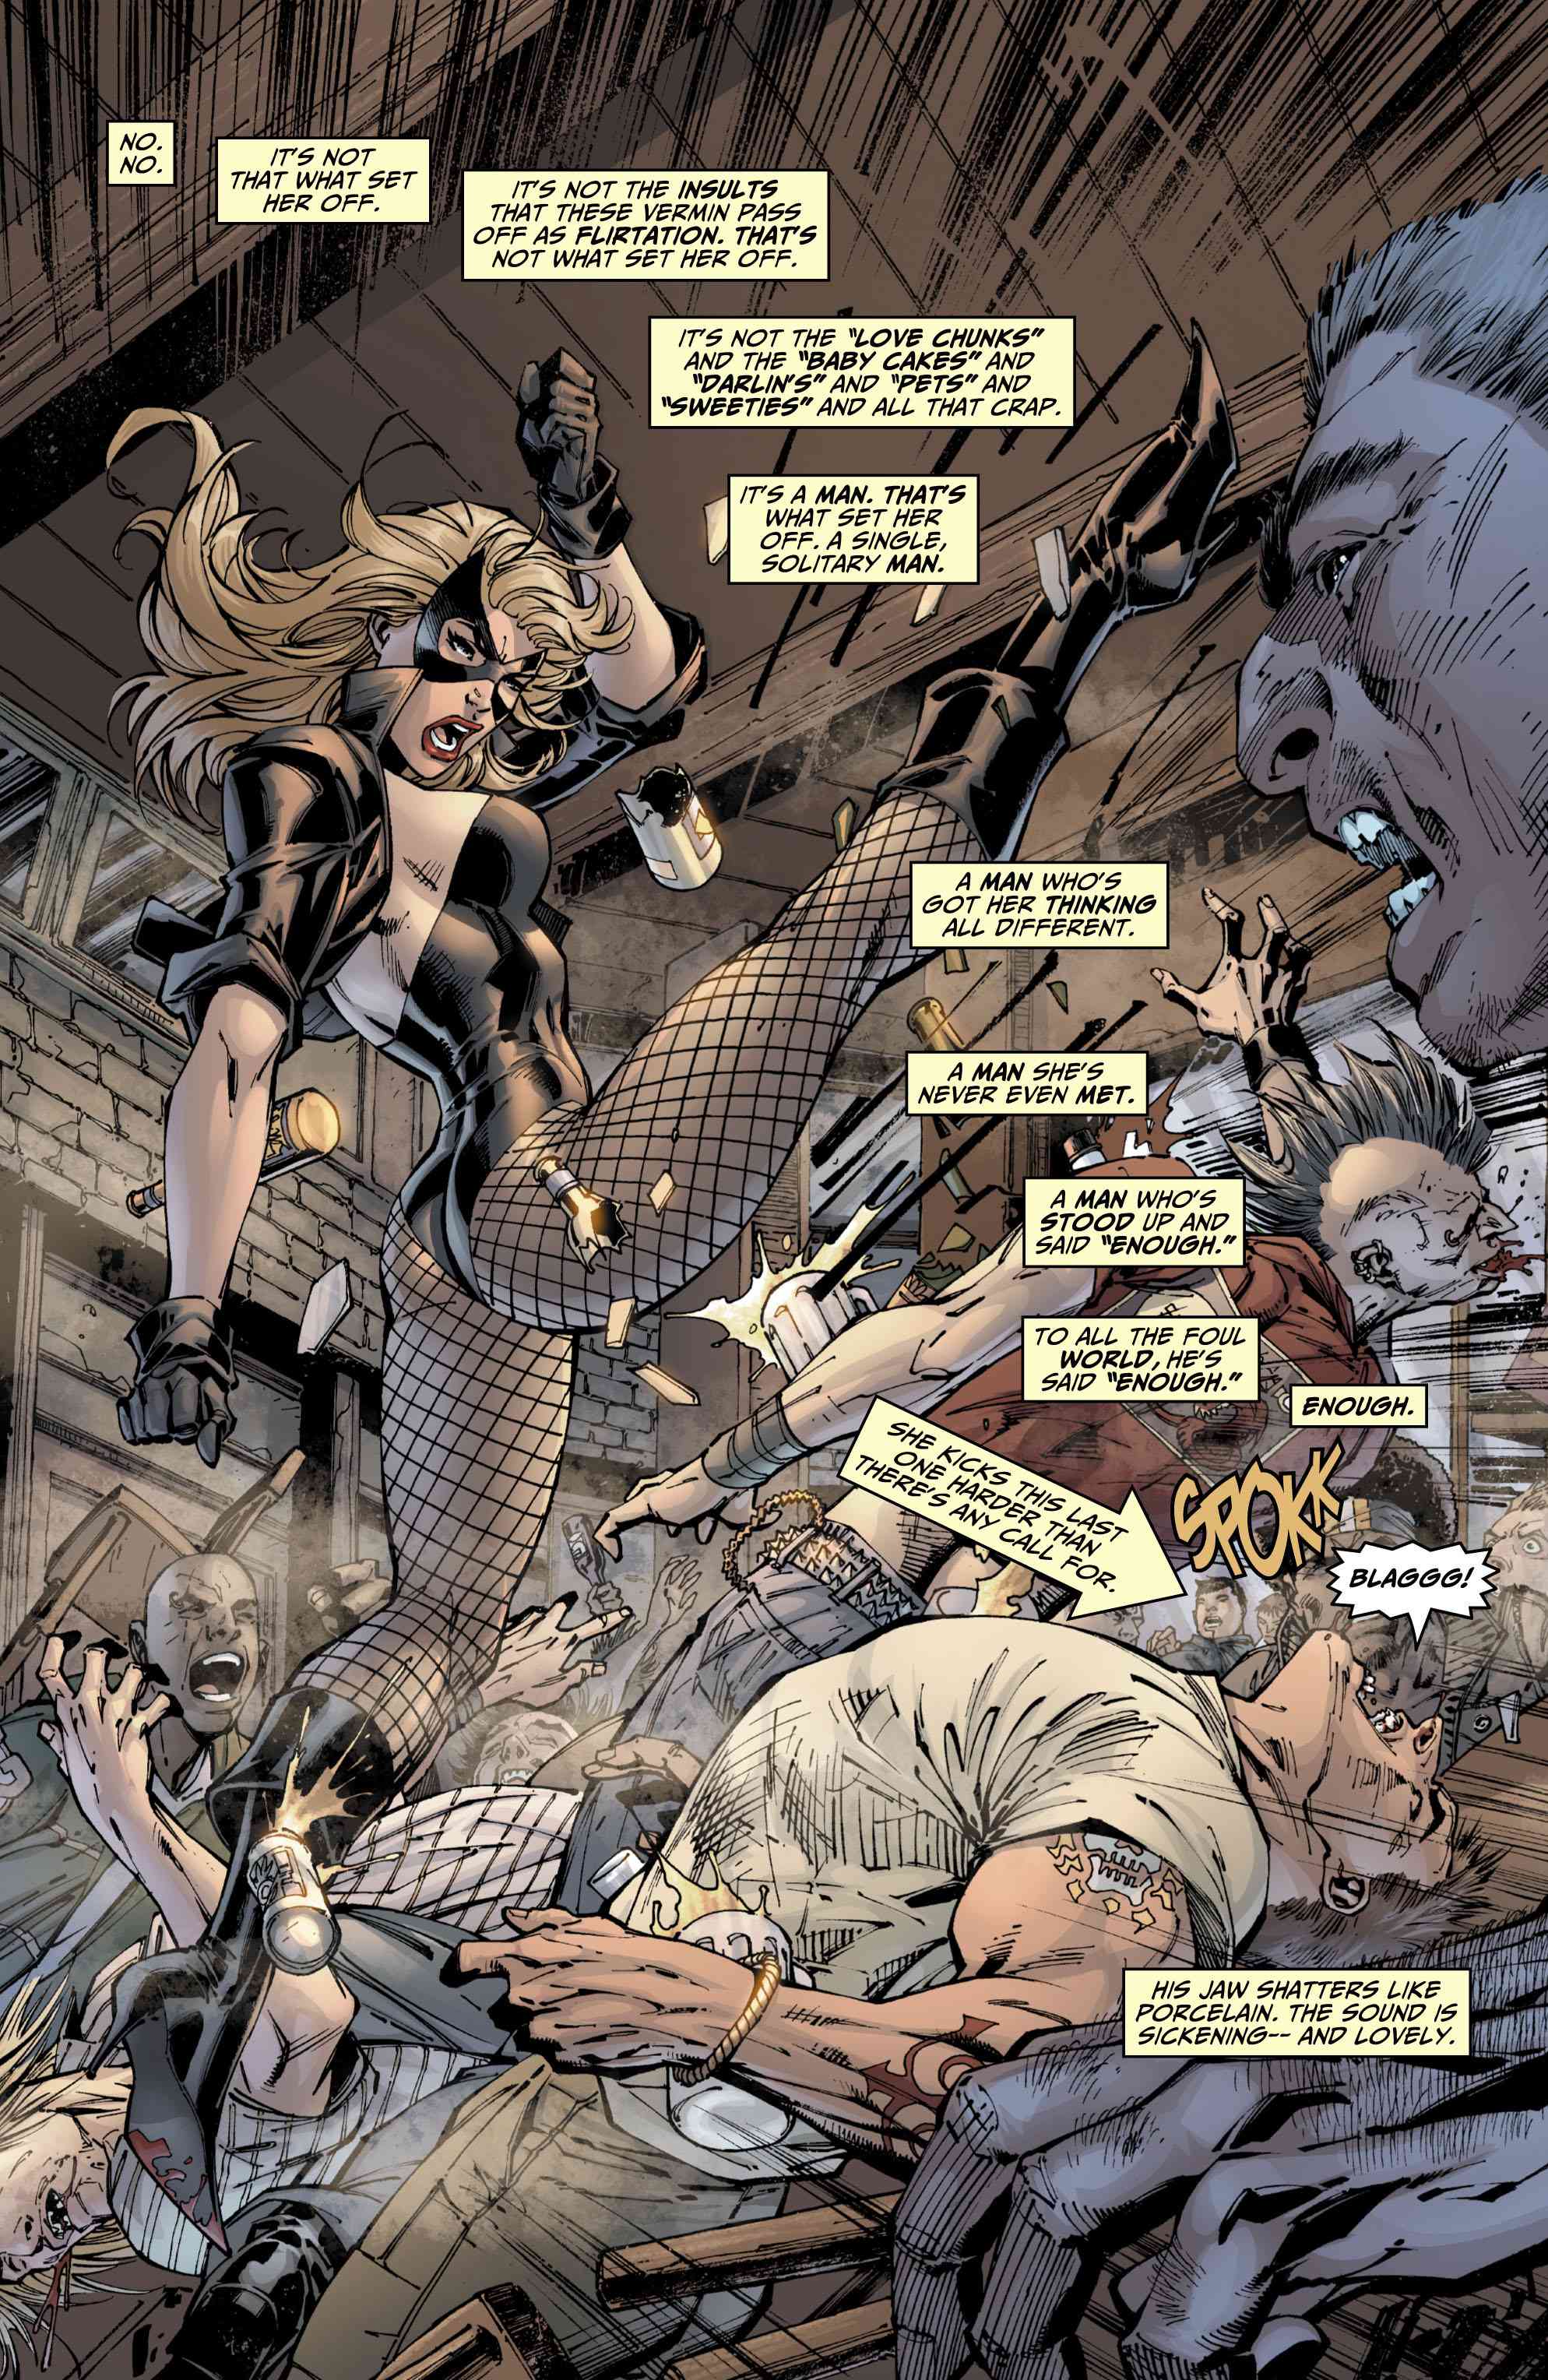 NO.
NO.
IT'S NOT
THAT WHAT SET
HER OFF.
IT'S NOT THE INSULTS
THAT THESE VERMIN PASS
OFF AS FLIRTATION. THAT'S
NOT WHAT SET HER OFF.
IT'S NOT THE "LOVE CHUNKS"
AND THE "BABY CAKES" AND
"DARLIN'S" AND "PETS" AND
"SWEETIES" AND ALL THAT CRAP.
IT'S A MAN. THAT'S
WHAT SET HER
OFF. A SINGLE,
SOLITARY MAN.
A MAN WHO'S
GOT HER THINKING
ALL DIFFERENT.
A MAN SHE'S
NEVER EVEN MET.
A MAN WHO'S
STOOD UP AND
SAID "ENOUGH."
TO ALL THE FOUL
WORLD, HE'S
SAID "ENOUGH."
ENOUGH.
SHE KICKS THIS LAST
ONE HARDER THAN
THERE'S ANY CALL FOR.
SPOKK
BLAGGG!
HIS JAW SHATTERS LIKE
PORCELAIN. THE SOUND IS
SICKENING-- AND LOVELY.